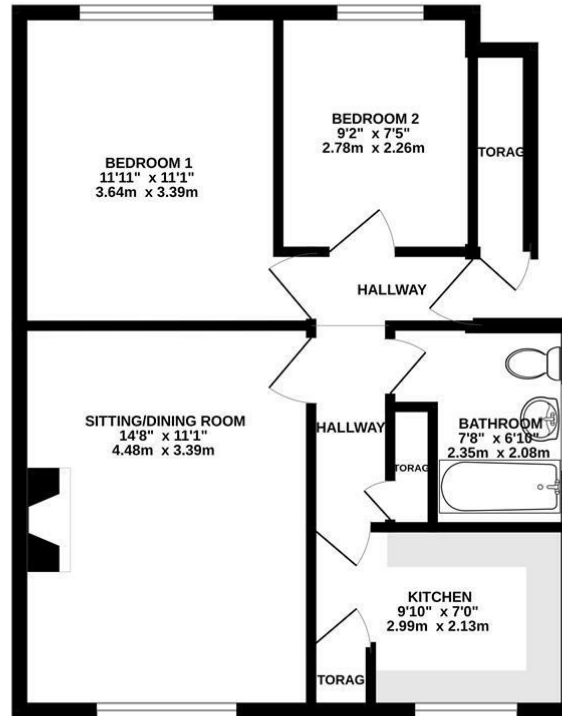 BEDROOM 1
11'11" x 11'1"
3.64m x 3.39m
BEDROOM 2
9'2" x 7'5"
2.78m x 2.26m
TORAG
HALLWAY
SITTING/DINING ROOM
14'8" x 11'1"
4.48m x 3.39m
HALLWAY
BATHROOM
7'8" x 6'10"
2.35m x 2.08m
TORAG
KITCHEN
9'10" x 7'0"
2.99m x 2.13m
TORAG